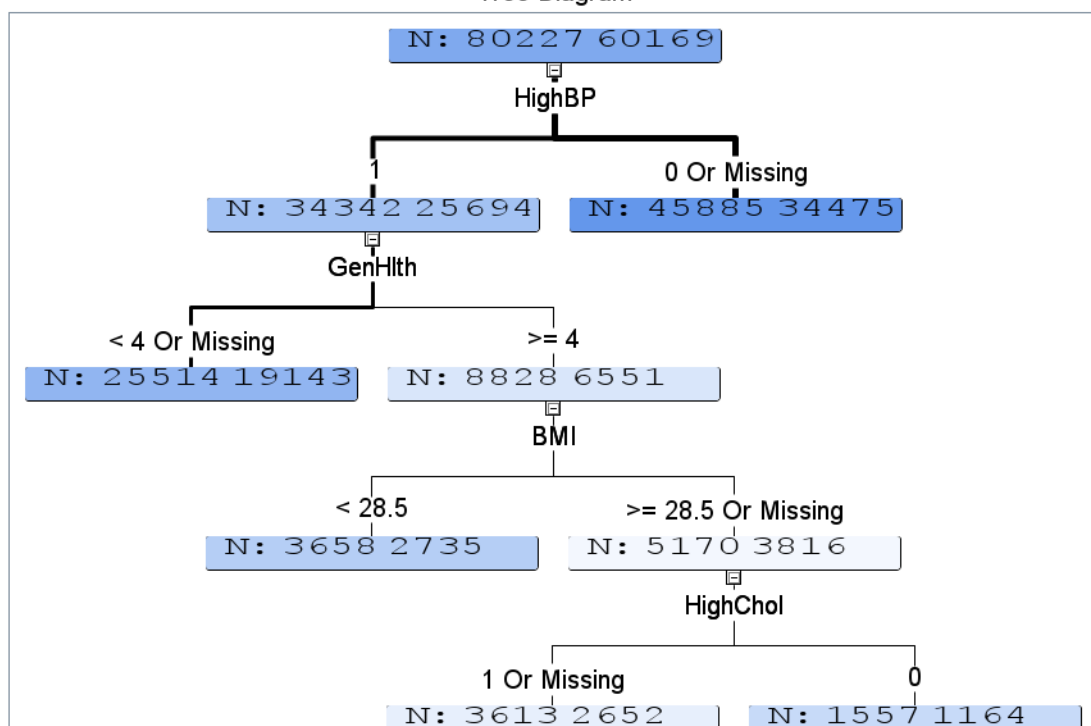 N: 80227 60169
HighBP
1
0 Or Missing
N: 34342 25694
N: 45885 34475
GenHlth
< 4 Or Missing
>= 4
N: 25514 19143
N: 8828 6551
BMI
< 28.5
>= 28.5 Or Missing
N: 3658 2735
N: 5170 3816
HighChol
1 Or Missing
0
N: 3613 2652
N: 1557 1164